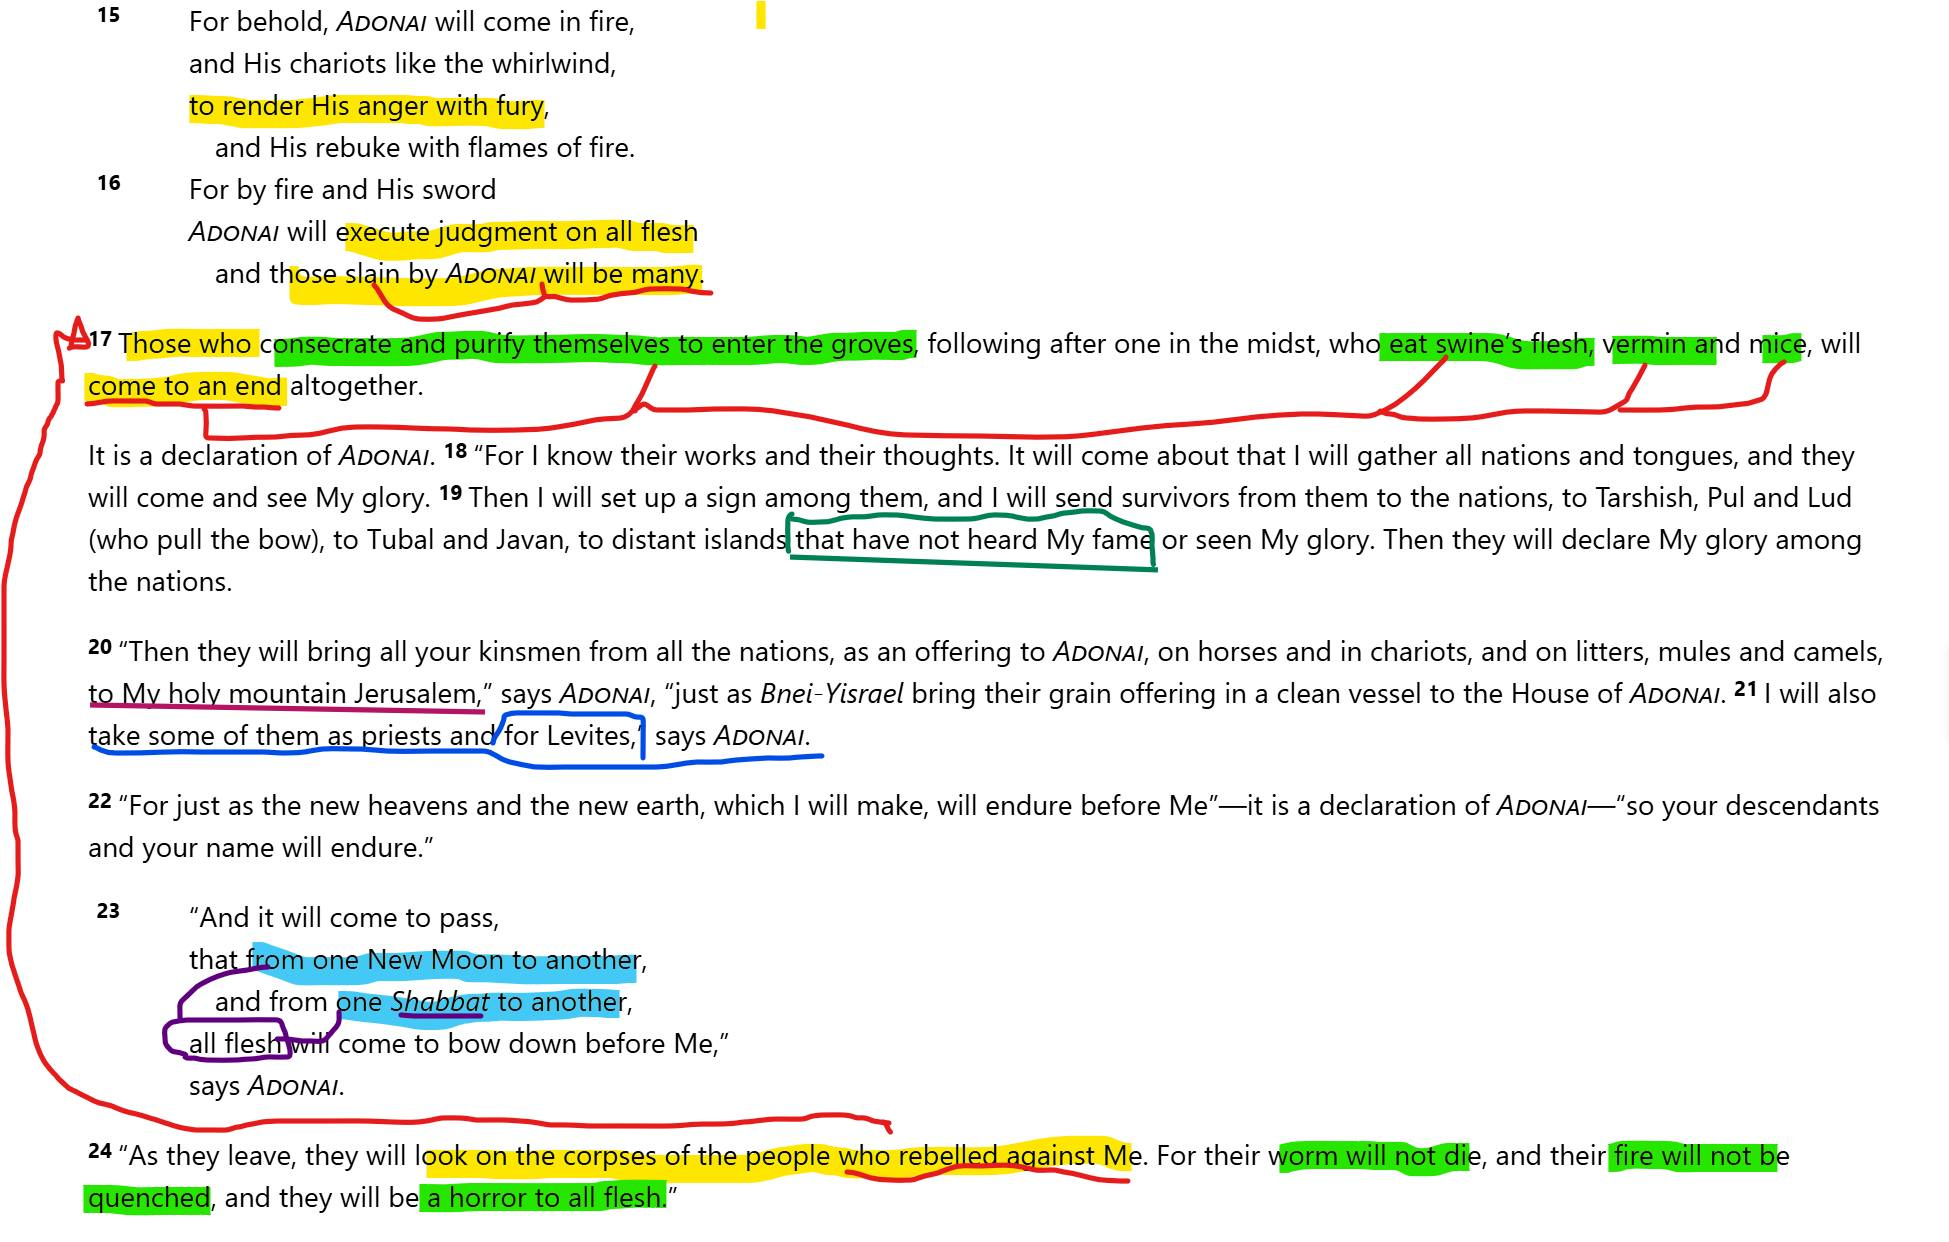 15 For behold, ADONAI will come in fire,
and His chariots like the whirlwind,
to render His anger with fury,
and His rebuke with flames of fire.
16 For by fire and His sword
ADONAI will execute judgment on all flesh
and those slain by ADONAI will be many.
17 Those who consecrate and purify themselves to enter the groves, following after one in the midst, who eat swine’s flesh, vermin and mice, will
come to an end altogether.
It is a declaration of ADONAI. 18 “For I know their works and their thoughts. It will come about that I will gather all nations and tongues, and they
will come and see My glory. 19 Then I will set up a sign among them, and I will send survivors from them to the nations, to Tarshish, Pul and Lud
(who pull the bow), to Tubal and Javan, to distant islands that have not heard My fame or seen My glory. Then they will declare My glory among
the nations.
20 “Then they will bring all your kinsmen from all the nations, as an offering to ADONAI, on horses and in chariots, and on litters, mules and camels,
to My holy mountain Jerusalem,” says ADONAI, “just as Bnei-Yisrael bring their grain offering in a clean vessel to the House of ADONAI. 21 I will also
take some of them as priests and for Levites,” says ADONAI.
22 “For just as the new heavens and the new earth, which I will make, will endure before Me”—it is a declaration of ADONAI—“so your descendants
and your name will endure.”
23 “And it will come to pass,
that from one New Moon to another,
and from one Shabbat to another,
all flesh will come to bow down before Me,”
says ADONAI.
24 “As they leave, they will look on the corpses of the people who rebelled against Me. For their worm will not die, and their fire will not be
quenched, and they will be a horror to all flesh.”